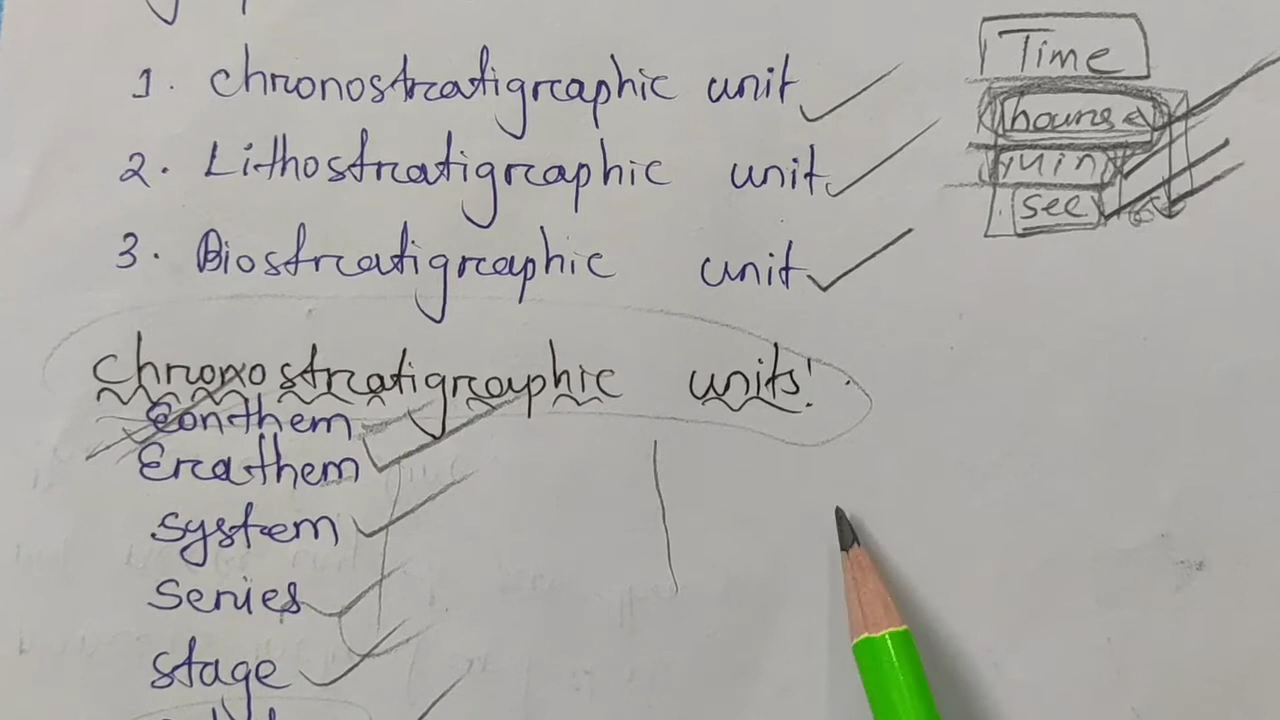 1. Chronostratigraphic unit
2. Lithostratigraphic unit
3. Biostratigraphic unit
Time
hours
min
sec
Chronostratigraphic units:
Eonthem
Erathem
System
Series
Stage